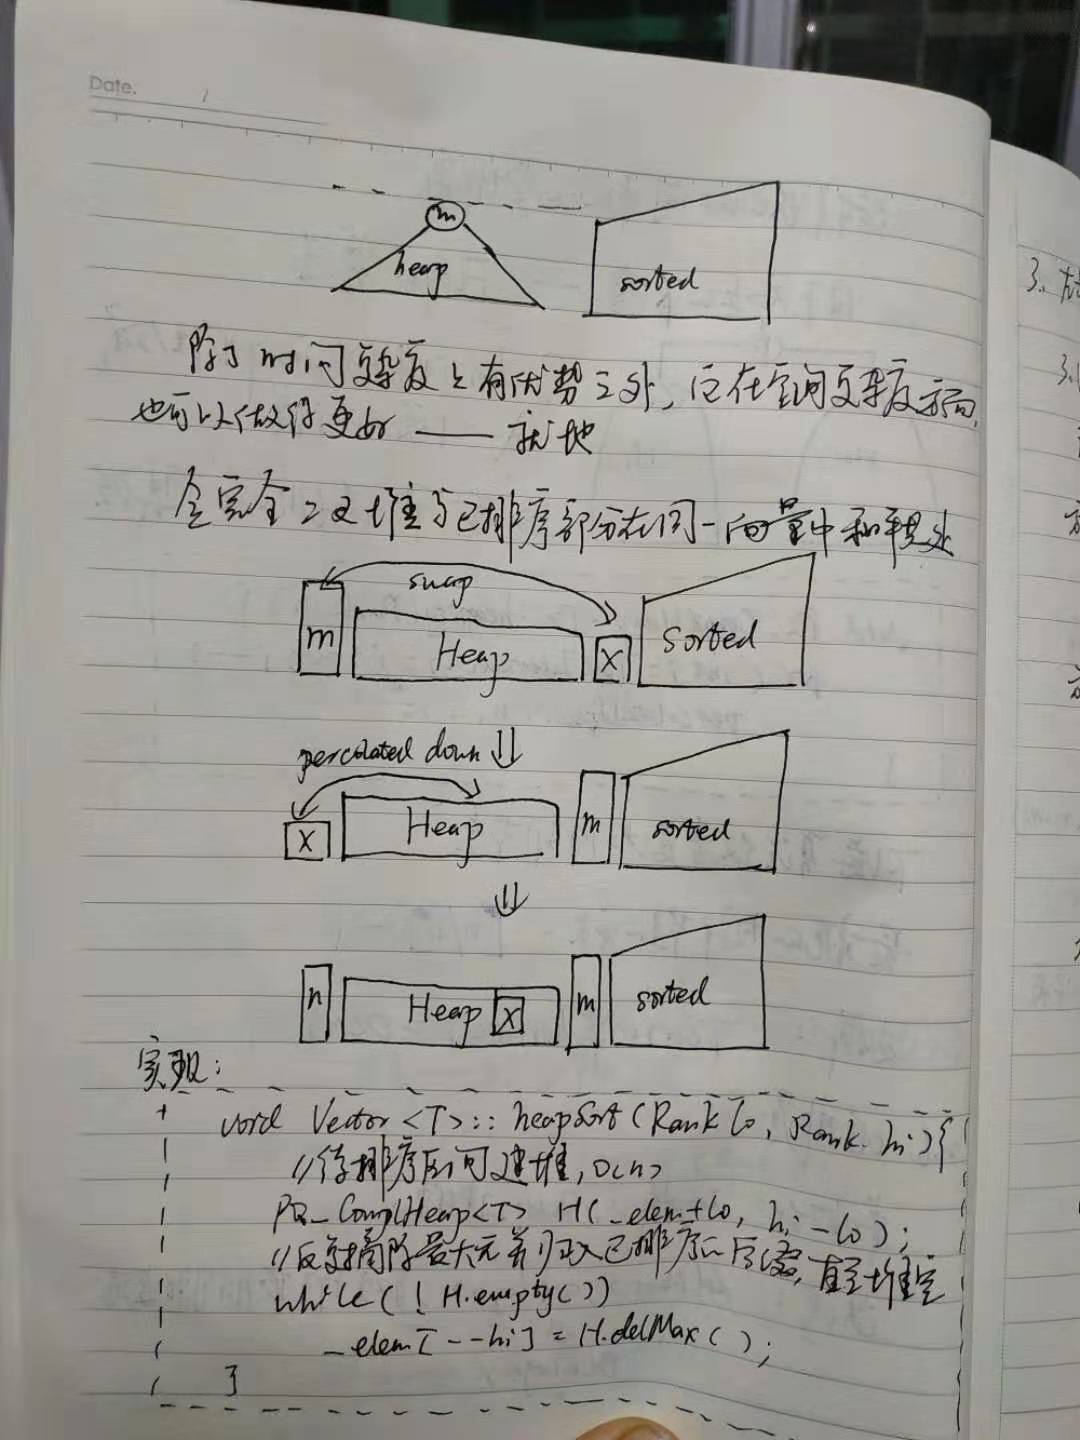 Date.
m
heap
sorted
除了时间复杂度上有优势之外,它在空间复杂度方面,
也可以做得更好 —— 就地
令完全二叉堆与已排序部分在同一向量中和平共处
swap
m Heap X sorted
percolated down
X Heap m sorted
n Heap X m sorted
实现:
void Vector<T>::heapSort(Rank lo, Rank hi){
//待排序区间建堆,O(n)
PQ_ComplHeap<T> H(_elem+lo, hi-lo);
//反复摘除最大元并归入已排序的后缀,直至堆空
while(!H.empty())
_elem[--hi] = H.delMax();
}
3.
3.